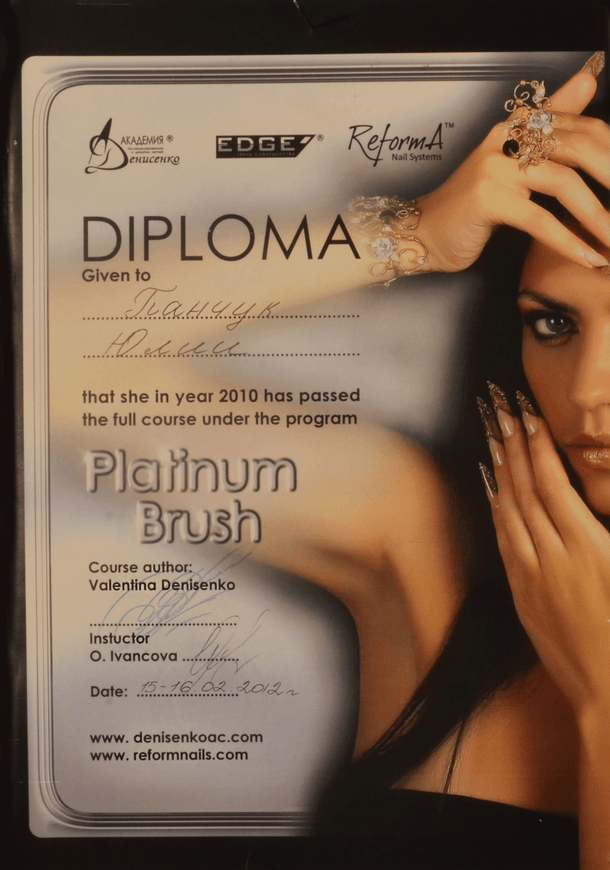 АКАДЕМИЯ ®
Денисенко
EDGE ®
ReformA™
Nail Systems
DIPLOMA
Given to
Панчук
Юлии
that she in year 2010 has passed
the full course under the program
Platinum
Brush
Course author:
Valentina Denisenko
Instuctor
O. Ivancova
Date: 15-16.02.2012г
www. denisenkoac.com
www. reformnails.com